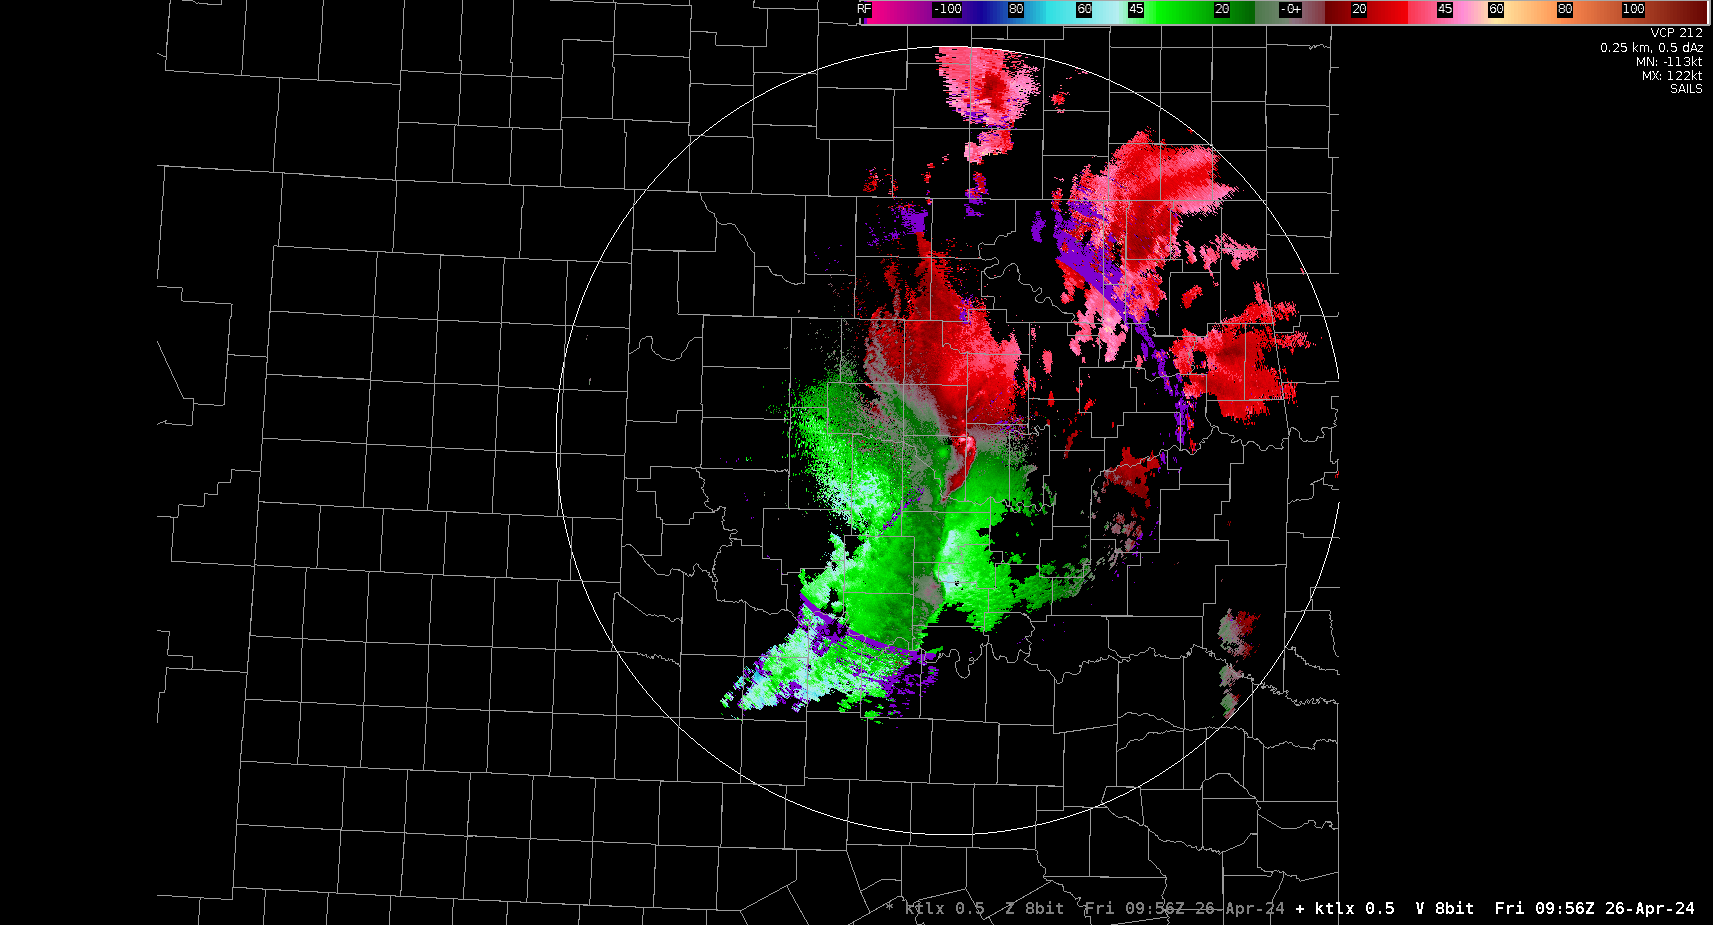 RF -100 80 60 45 20 -0+ 20 45 60 80 100
VCP 212
0.25 km, 0.5 dAz
MN: -113kt
MX: 122kt
SAILS
* ktlx 0.5 Z 8bit Fri 09:56Z 26-Apr-24 + ktlx 0.5 V 8bit Fri 09:56Z 26-Apr-24